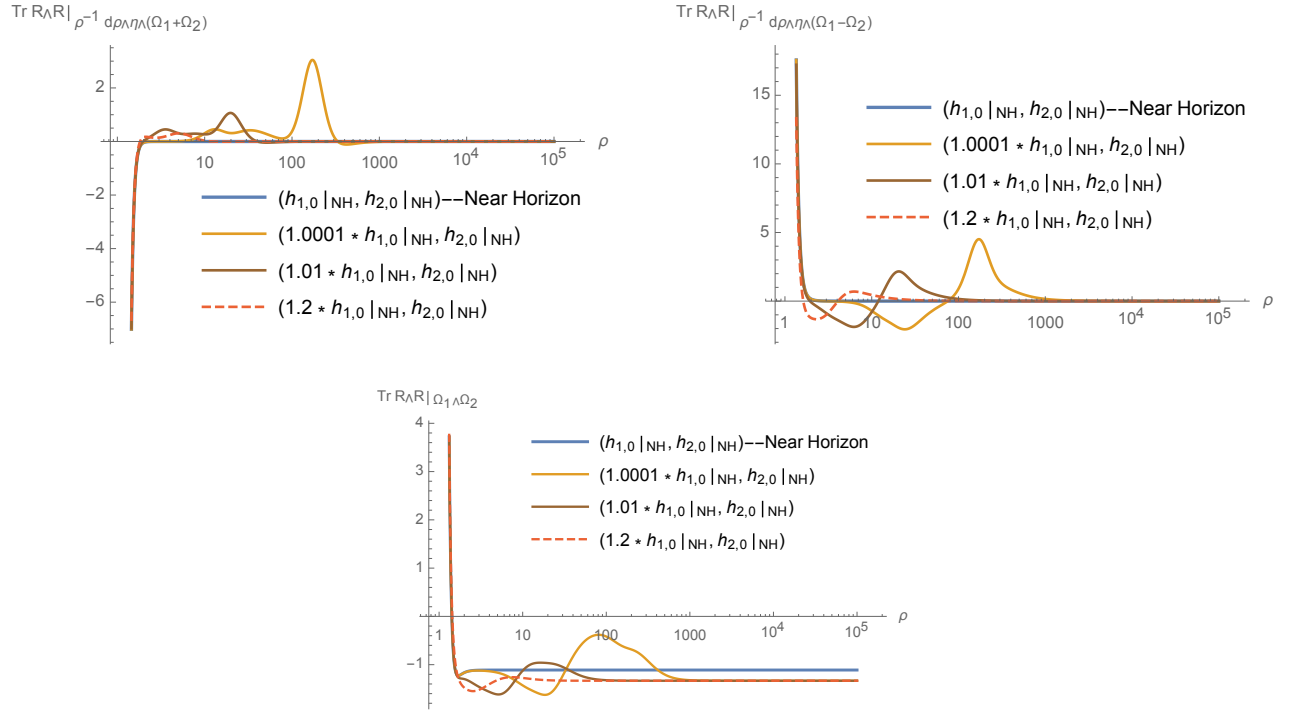 Tr R∧R| ρ⁻¹ dρ∧η∧(Ω₁+Ω₂)
2
10 100 1000 10⁴ 10⁵ ρ
-2
-4
-6
(h₁,₀|NH, h₂,₀|NH)--Near Horizon
(1.0001 * h₁,₀|NH, h₂,₀|NH)
(1.01 * h₁,₀|NH, h₂,₀|NH)
(1.2 * h₁,₀|NH, h₂,₀|NH)
Tr R∧R| ρ⁻¹ dρ∧η∧(Ω₁−Ω₂)
15
10
5
1 10 100 1000 10⁴ 10⁵ ρ
(h₁,₀|NH, h₂,₀|NH)--Near Horizon
(1.0001 * h₁,₀|NH, h₂,₀|NH)
(1.01 * h₁,₀|NH, h₂,₀|NH)
(1.2 * h₁,₀|NH, h₂,₀|NH)
Tr R∧R| Ω₁∧Ω₂
4
3
2
1
1 10 100 1000 10⁴ 10⁵ ρ
-1
(h₁,₀|NH, h₂,₀|NH)--Near Horizon
(1.0001 * h₁,₀|NH, h₂,₀|NH)
(1.01 * h₁,₀|NH, h₂,₀|NH)
(1.2 * h₁,₀|NH, h₂,₀|NH)